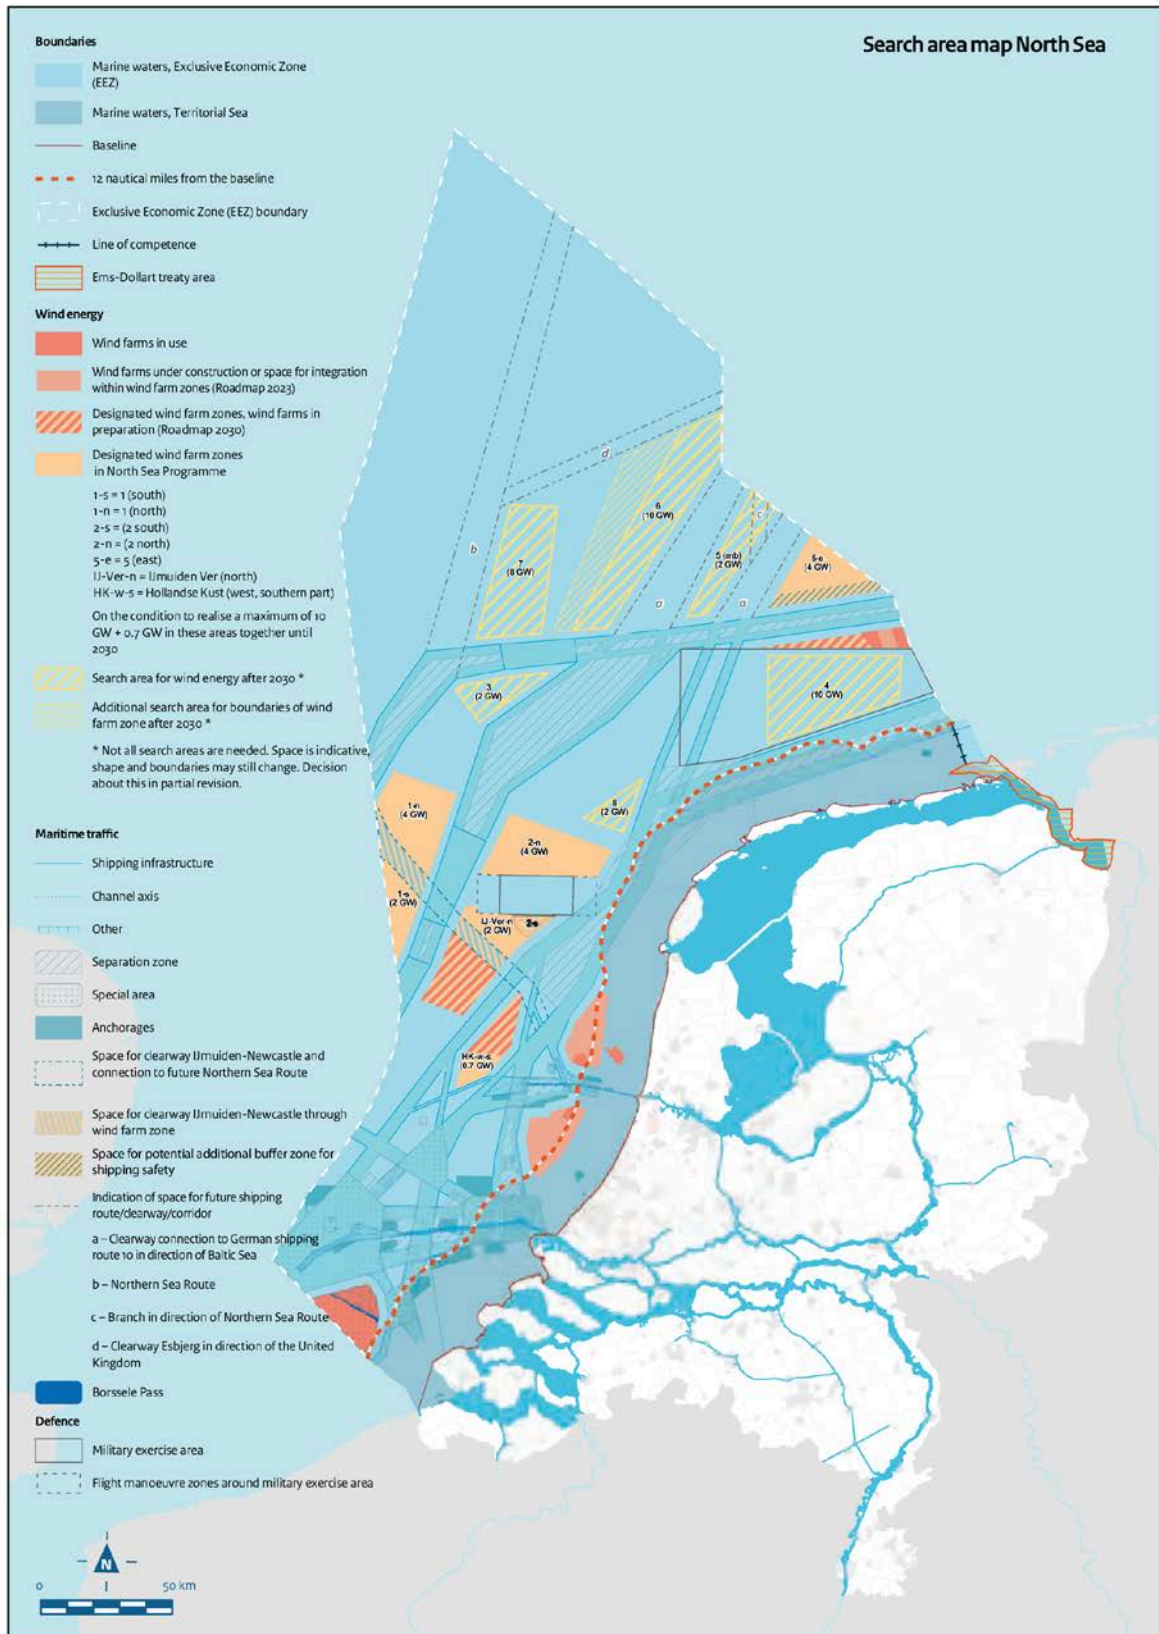 Search area map North Sea
Boundaries
Marine waters, Exclusive Economic Zone
(EEZ)
Marine waters, Territorial Sea
Baseline
12 nautical miles from the baseline
Exclusive Economic Zone (EEZ) boundary
Line of competence
Ems-Dollart treaty area
Wind energy
Wind farms in use
Wind farms under construction or space for integration
within wind farm zones (Roadmap 2023)
Designated wind farm zones, wind farms in
preparation (Roadmap 2030)
Designated wind farm zones
in North Sea Programme
1-s = 1 (south)
1-n = 1 (north)
2-s = (2 south)
2-n = (2 north)
5-e = 5 (east)
IJ-Ver-n = IJmuiden Ver (north)
HK-w-s = Hollandse Kust (west, southern part)
On the condition to realise a maximum of 10
GW + 0.7 GW in these areas together until
2030
Search area for wind energy after 2030 *
Additional search area for boundaries of wind
farm zone after 2030 *
* Not all search areas are needed. Space is indicative,
shape and boundaries may still change. Decision
about this in partial revision.
Maritime traffic
Shipping infrastructure
Channel axis
Other
Separation zone
Special area
Anchorages
Space for clearway IJmuiden-Newcastle and
connection to future Northern Sea Route
Space for clearway IJmuiden-Newcastle through
wind farm zone
Space for potential additional buffer zone for
shipping safety
Indication of space for future shipping
route/clearway/corridor
a – Clearway connection to German shipping
route 10 in direction of Baltic Sea
b – Northern Sea Route
c – Branch in direction of Northern Sea Route
d – Clearway Esbjerg in direction of the United
Kingdom
Borssele Pass
Defence
Military exercise area
Flight manoeuvre zones around military exercise area
N
0
50 km
d
6
(10 GW)
c
b
7
(8 GW)
5 (mb)
(2 GW)
5-e
(4 GW)
a
a
3
(2 GW)
4
(10 GW)
1-n
(4 GW)
8
(2 GW)
2-n
(4 GW)
1-s
(2 GW)
IJ-Ver-n
(2 GW)
2-s
HK-w-s
(0.7 GW)